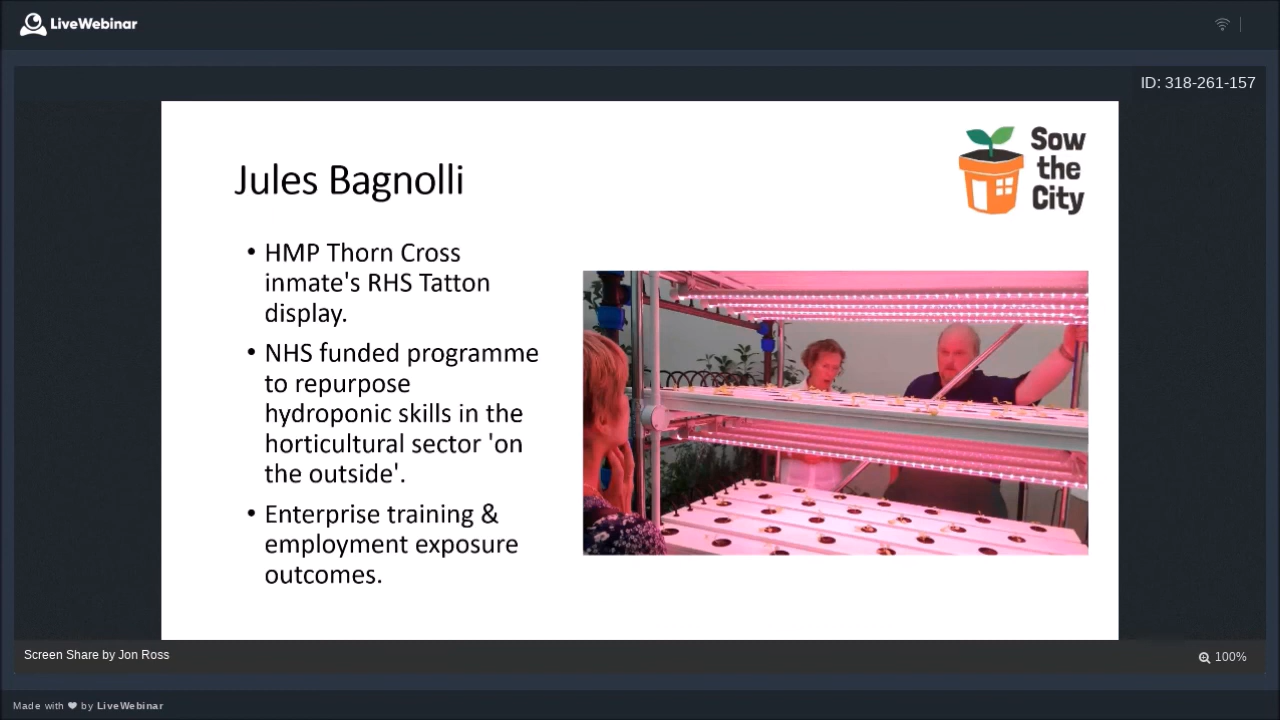 LiveWebinar
ID: 318-261-157
Sow
the
City
Jules Bagnolli
• HMP Thorn Cross
inmate's RHS Tatton
display.
• NHS funded programme
to repurpose
hydroponic skills in the
horticultural sector 'on
the outside'.
• Enterprise training &
employment exposure
outcomes.
Screen Share by Jon Ross
100%
Made with ❤ by LiveWebinar